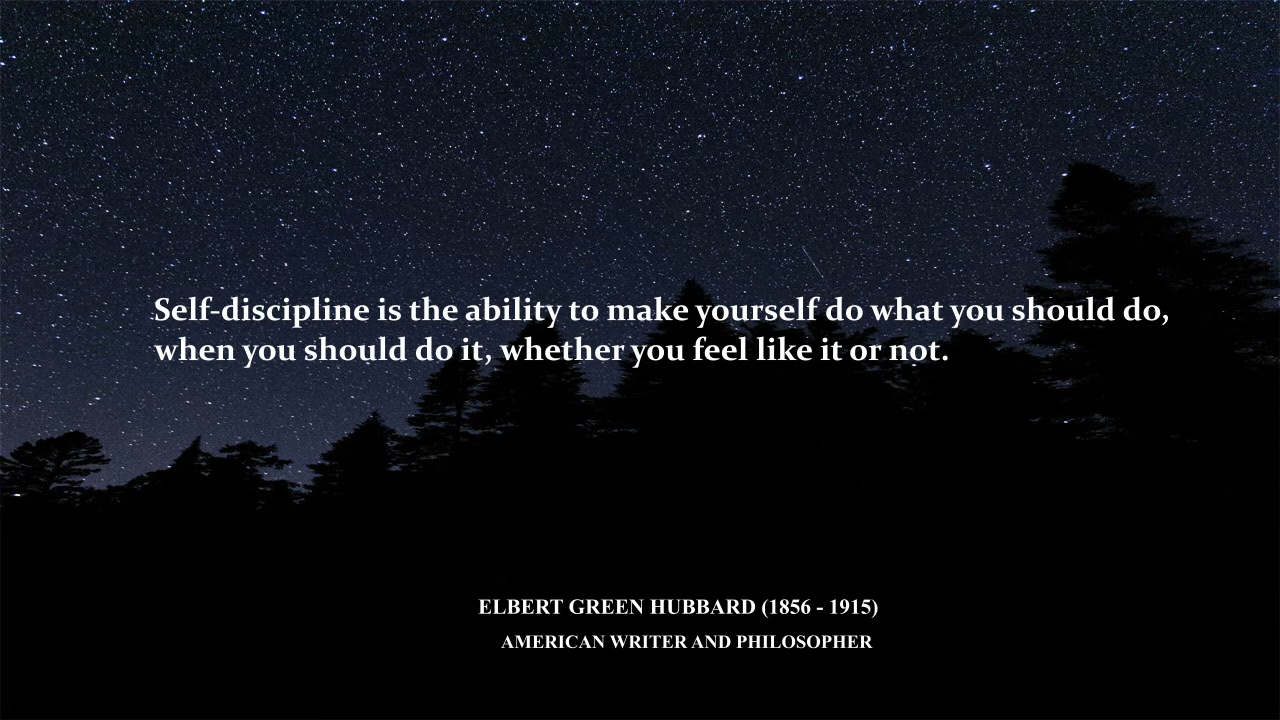 Self-discipline is the ability to make yourself do what you should do,
when you should do it, whether you feel like it or not.
ELBERT GREEN HUBBARD (1856 - 1915)
AMERICAN WRITER AND PHILOSOPHER